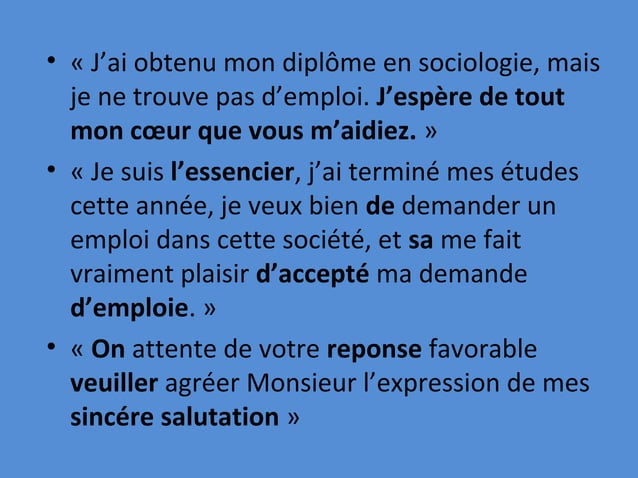 • « J’ai obtenu mon diplôme en sociologie, mais
je ne trouve pas d’emploi. J’espère de tout
mon cœur que vous m’aidiez. »
• « Je suis l’essencier, j’ai terminé mes études
cette année, je veux bien de demander un
emploi dans cette société, et sa me fait
vraiment plaisir d’accepté ma demande
d’emploie. »
• « On attente de votre reponse favorable
veuiller agréer Monsieur l’expression de mes
sincére salutation »